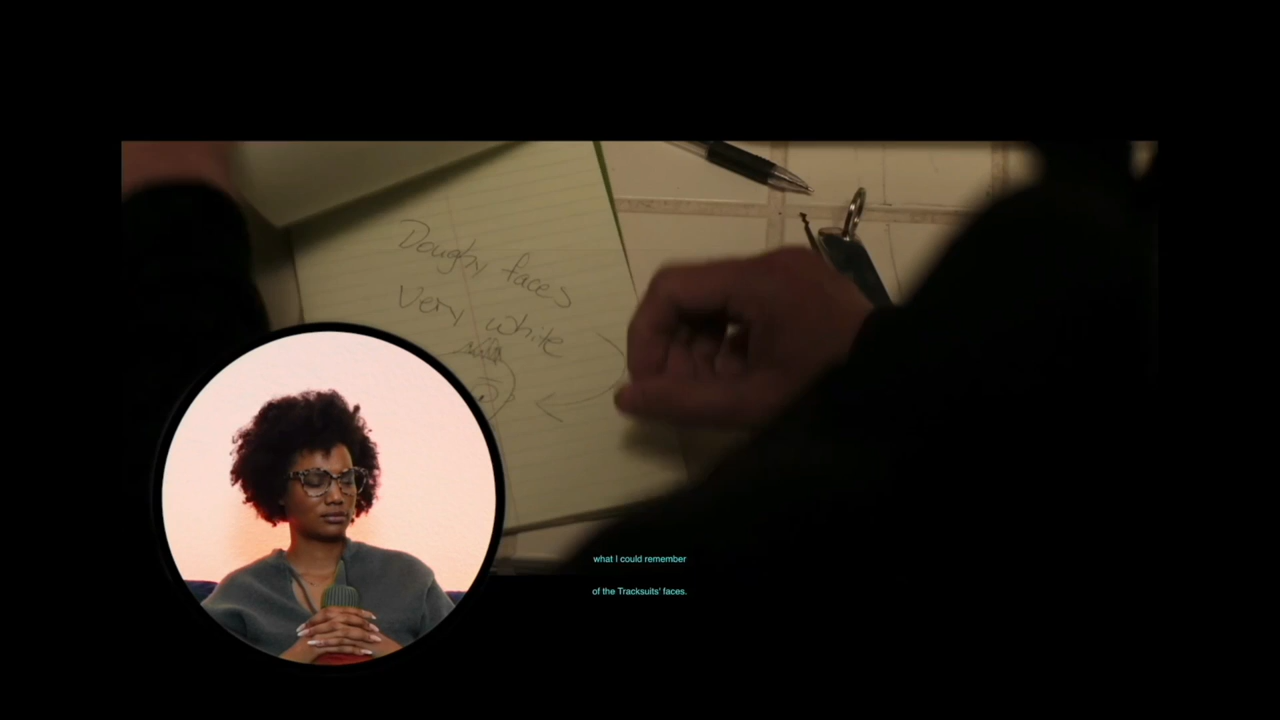 Doughy faces
Very white
what I could remember
of the Tracksuits' faces.